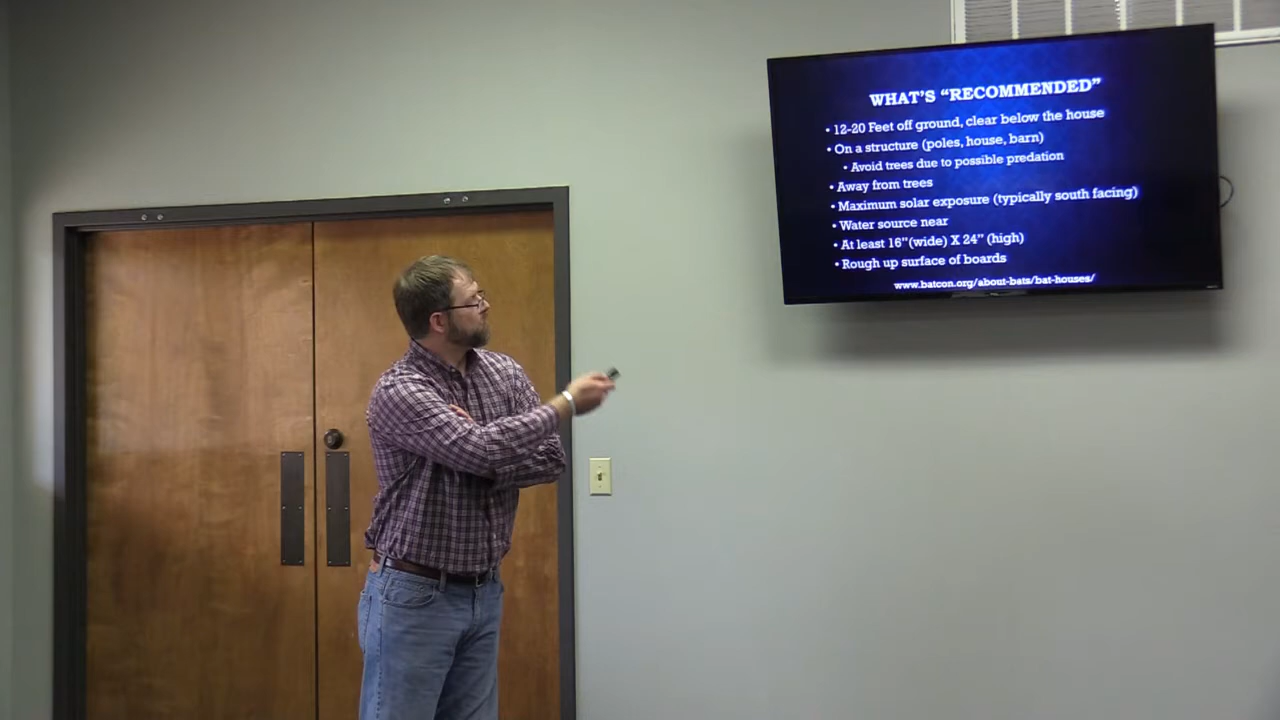 WHAT'S “RECOMMENDED”
• 12-20 Feet off ground, clear below the house
• On a structure (poles, house, barn)
• Avoid trees due to possible predation
• Away from trees
• Maximum solar exposure (typically south facing)
• Water source near
• At least 16”(wide) X 24” (high)
• Rough up surface of boards
www.batcon.org/about-bats/bat-houses/